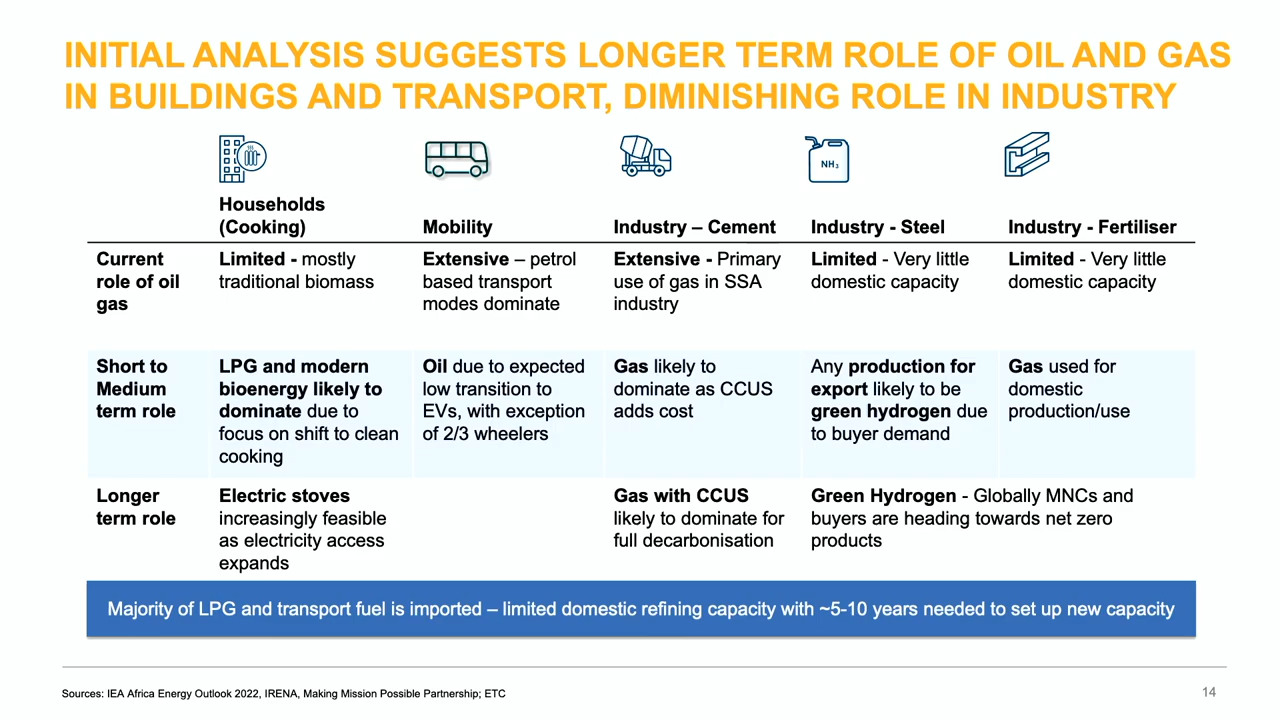 INITIAL ANALYSIS SUGGESTS LONGER TERM ROLE OF OIL AND GAS
IN BUILDINGS AND TRANSPORT, DIMINISHING ROLE IN INDUSTRY
NH3
Households
(Cooking)
Mobility
Industry – Cement
Industry - Steel
Industry - Fertiliser
Current
role of oil
gas
Limited - mostly
traditional biomass
Extensive – petrol
based transport
modes dominate
Extensive - Primary
use of gas in SSA
industry
Limited - Very little
domestic capacity
Limited - Very little
domestic capacity
Short to
Medium
term role
LPG and modern
bioenergy likely to
dominate due to
focus on shift to clean
cooking
Oil due to expected
low transition to
EVs, with exception
of 2/3 wheelers
Gas likely to
dominate as CCUS
adds cost
Any production for
export likely to be
green hydrogen due
to buyer demand
Gas used for
domestic
production/use
Longer
term role
Electric stoves
increasingly feasible
as electricity access
expands
Gas with CCUS
likely to dominate for
full decarbonisation
Green Hydrogen - Globally MNCs and
buyers are heading towards net zero
products
Majority of LPG and transport fuel is imported – limited domestic refining capacity with ~5-10 years needed to set up new capacity
Sources: IEA Africa Energy Outlook 2022, IRENA, Making Mission Possible Partnership; ETC
14